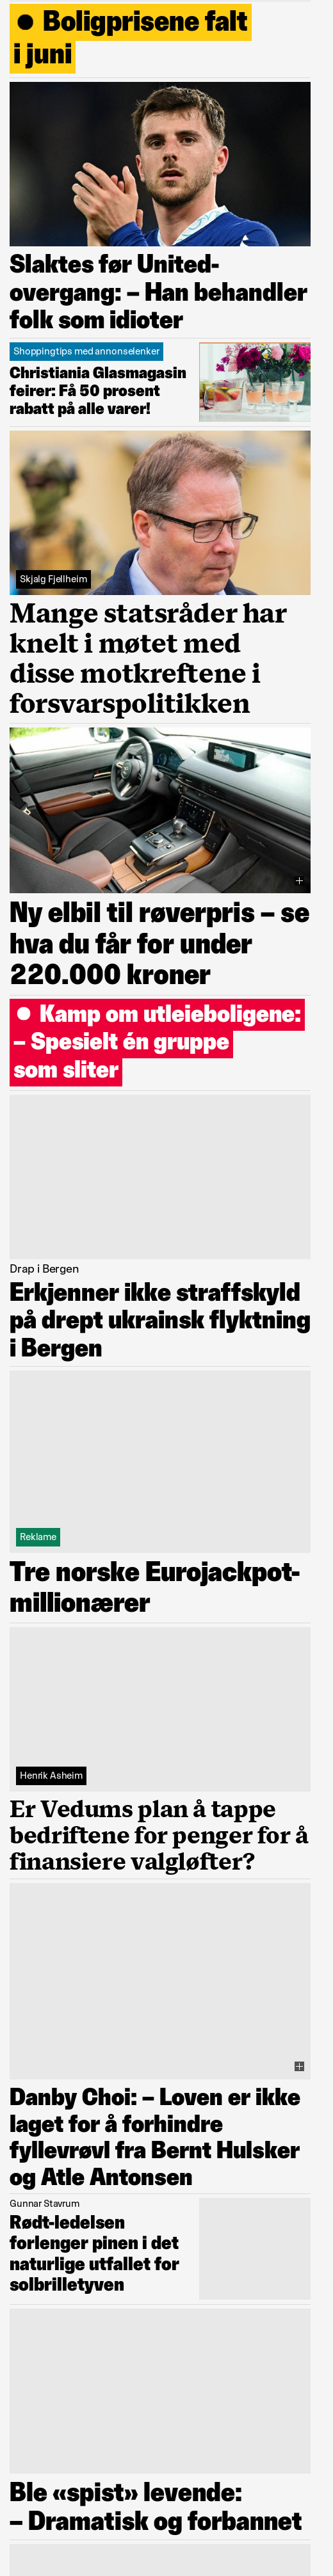 ● Boligprisene falt
i juni
Slaktes før United-
overgang: – Han behandler
folk som idioter
Shoppingtips med annonselenker
Christiania Glasmagasin
feirer: Få 50 prosent
rabatt på alle varer!
Skjalg Fjellheim
Mange statsråder har
knelt i møtet med
disse motkreftene i
forsvarspolitikken
Ny elbil til røverpris – se
hva du får for under
220.000 kroner
● Kamp om utleieboligene:
– Spesielt én gruppe
som sliter
Drap i Bergen
Erkjenner ikke straffskyld
på drept ukrainsk flyktning
i Bergen
Reklame
Tre norske Eurojackpot-
millionærer
Henrik Asheim
Er Vedums plan å tappe
bedriftene for penger for å
finansiere valgløfter?
Danby Choi: – Loven er ikke
laget for å forhindre
fyllevrøvl fra Bernt Hulsker
og Atle Antonsen
Gunnar Stavrum
Rødt-ledelsen
forlenger pinen i det
naturlige utfallet for
solbrilletyven
Ble «spist» levende:
– Dramatisk og forbannet